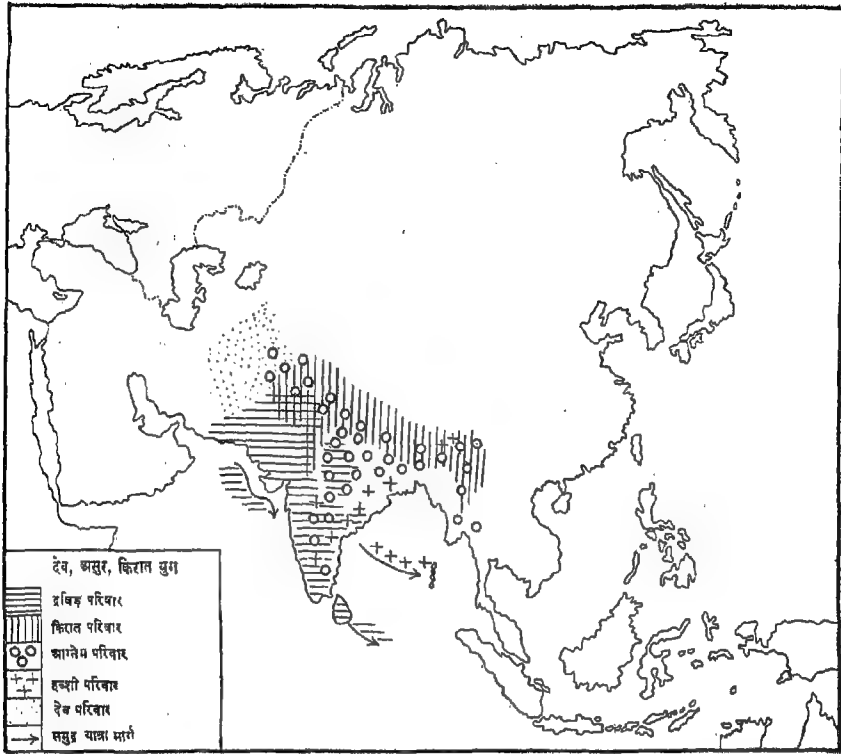 देव, असुर, किरात युग
द्रविड़ परिवार
किरात परिवार
आग्नेय परिवार
हब्शी परिवार
देव परिवार
समुद्र यात्रा मार्ग